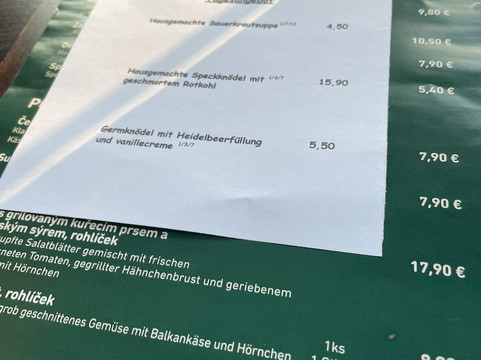 Tagesangebot
Hausgemachte Sauerkrautsuppe 4,50
Hausgemachte Speckknödel mit 1/3/7
geschmortem Rotkohl 15,90
Germknödel mit Heidelbeerfüllung
und vanillecreme 1/3/7 5,50
9,80 €
10,50 €
7,90 €
5,40 €
7,90 €
7,90 €
s grilovaným kuřecím prsem a
ským sýrem, rohlíček
upfte Salatblätter gemischt mit frischen
neten Tomaten, gegrillter Hähnchenbrust und geriebenem
mit Hörnchen
17,90 €
, rohlíček
grob geschnittenes Gemüse mit Balkankäse und Hörnchen
1ks